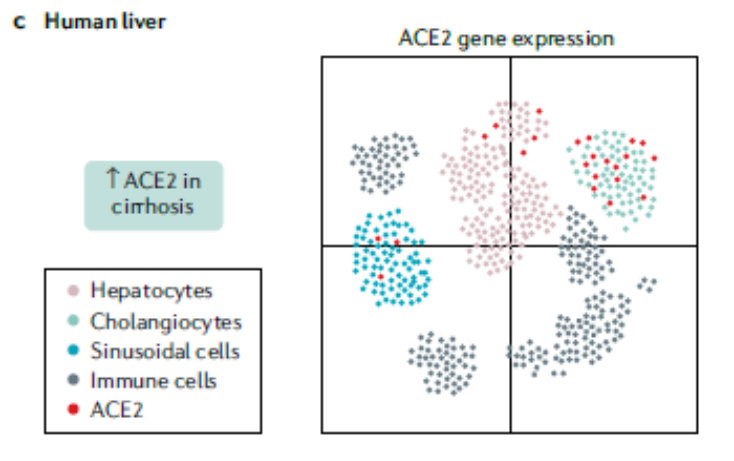 c Human liver
ACE2 gene expression
↑ ACE2 in
cirrhosis
Hepatocytes
Cholangiocytes
Sinusoidal cells
Immune cells
ACE2